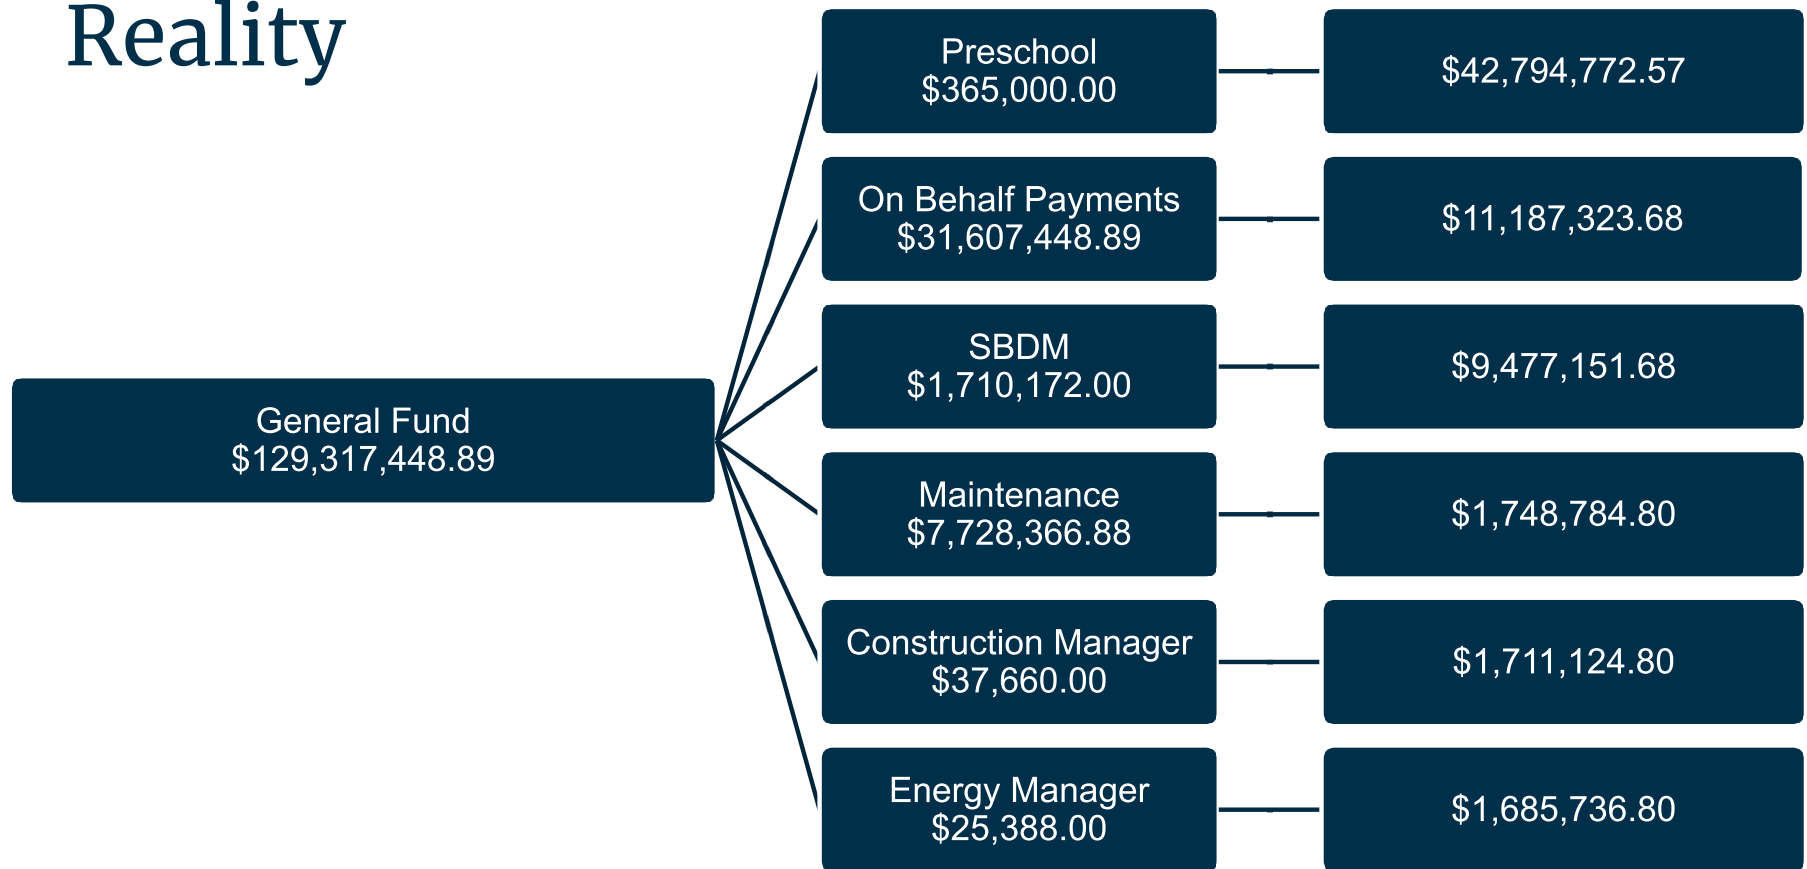 Reality
General Fund
$129,317,448.89
Preschool
$365,000.00
$42,794,772.57
On Behalf Payments
$31,607,448.89
$11,187,323.68
SBDM
$1,710,172.00
$9,477,151.68
Maintenance
$7,728,366.88
$1,748,784.80
Construction Manager
$37,660.00
$1,711,124.80
Energy Manager
$25,388.00
$1,685,736.80